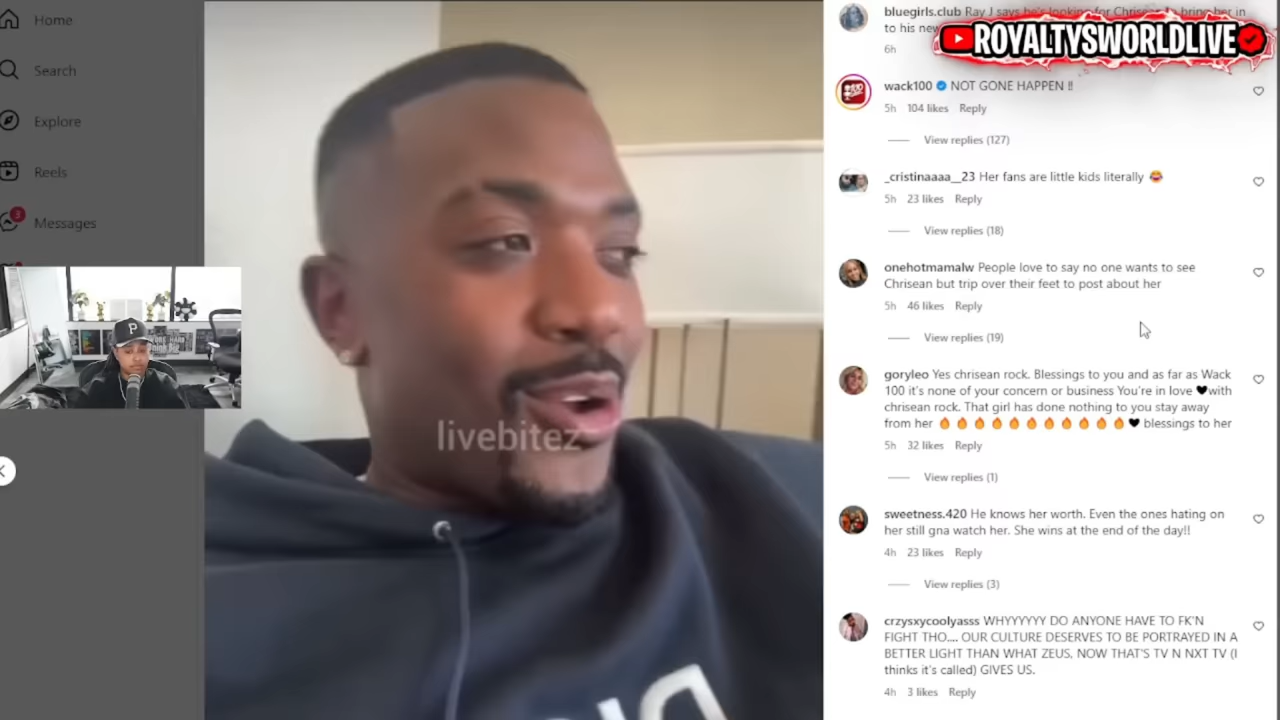 Home
Search
Explore
Reels
Messages
3
P
livebitez
ROYALTYSWORLDLIVE
bluegirls.club Ray J says he's looking for Chrisean to bring her in
to his new
6h
wack100 NOT GONE HAPPEN !!
5h 104 likes Reply
View replies (127)
_cristinaaaa__23 Her fans are little kids literally 😂
5h 23 likes Reply
View replies (18)
onehotmamalw People love to say no one wants to see
Chrisean but trip over their feet to post about her
5h 46 likes Reply
View replies (19)
goryleo Yes chrisean rock. Blessings to you and as far as Wack
100 it's none of your concern or business You're in love 🖤with
chrisean rock. That girl has done nothing to you stay away
from her 🔥🔥🔥🔥🔥🔥🔥🔥🔥🔥🔥🖤 blessings to her
5h 32 likes Reply
View replies (1)
sweetness.420 He knows her worth. Even the ones hating on
her still gna watch her. She wins at the end of the day!!
4h 23 likes Reply
View replies (3)
crzysxycoolyasss WHYYYYYY DO ANYONE HAVE TO FK'N
FIGHT THO.... OUR CULTURE DESERVES TO BE PORTRAYED IN A
BETTER LIGHT THAN WHAT ZEUS, NOW THAT'S TV N NXT TV (I
thinks it's called) GIVES US.
4h 3 likes Reply